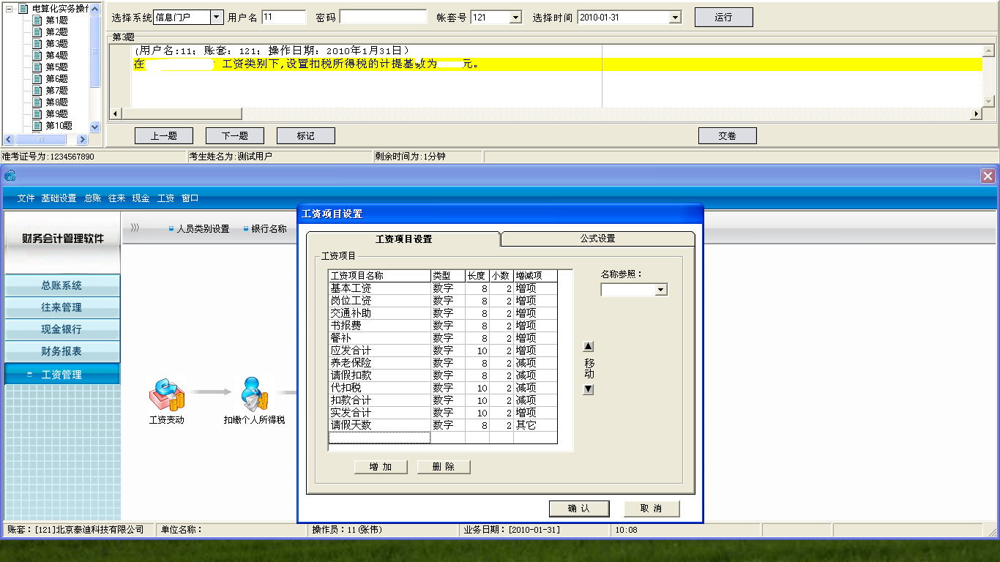 电算化实务操作
第1题
第2题
第3题
第4题
第5题
第6题
第7题
第8题
第9题
第10题
选择系统 信息门户 用户名 11 密码 帐套号 121 选择时间 2010-01-31 运行
第3题
(用户名:11; 账套: 121; 操作日期: 2010年1月31日)
在 工资类别下,设置扣税所得税的计提基数为 元。
上一题 下一题 标记 交卷
准考证号为:1234567890 考生姓名为:测试用户 剩余时间为:1分钟
文件 基础设置 总账 往来 现金 工资 窗口
财务会计管理软件
人员类别设置 银行名称
总账系统
往来管理
现金银行
财务报表
工资管理
工资变动 扣缴个人所得税
工资项目设置
工资项目设置 公式设置
工资项目
工资项目名称 类型 长度 小数 增减项
基本工资 数字 8 2 增项
岗位工资 数字 8 2 增项
交通补助 数字 8 2 增项
书报费 数字 8 2 增项
餐补 数字 8 2 增项
应发合计 数字 10 2 增项
养老保险 数字 8 2 减项
请假扣款 数字 8 2 减项
代扣税 数字 10 2 减项
扣款合计 数字 10 2 减项
实发合计 数字 10 2 增项
请假天数 数字 8 2 其它
名称参照：
移动
增 加 删 除
确 认 取 消
账套：[121]北京泰迪科技有限公司 单位名称： 操作员：11(张伟) 业务日期：[2010-01-31] 10:08